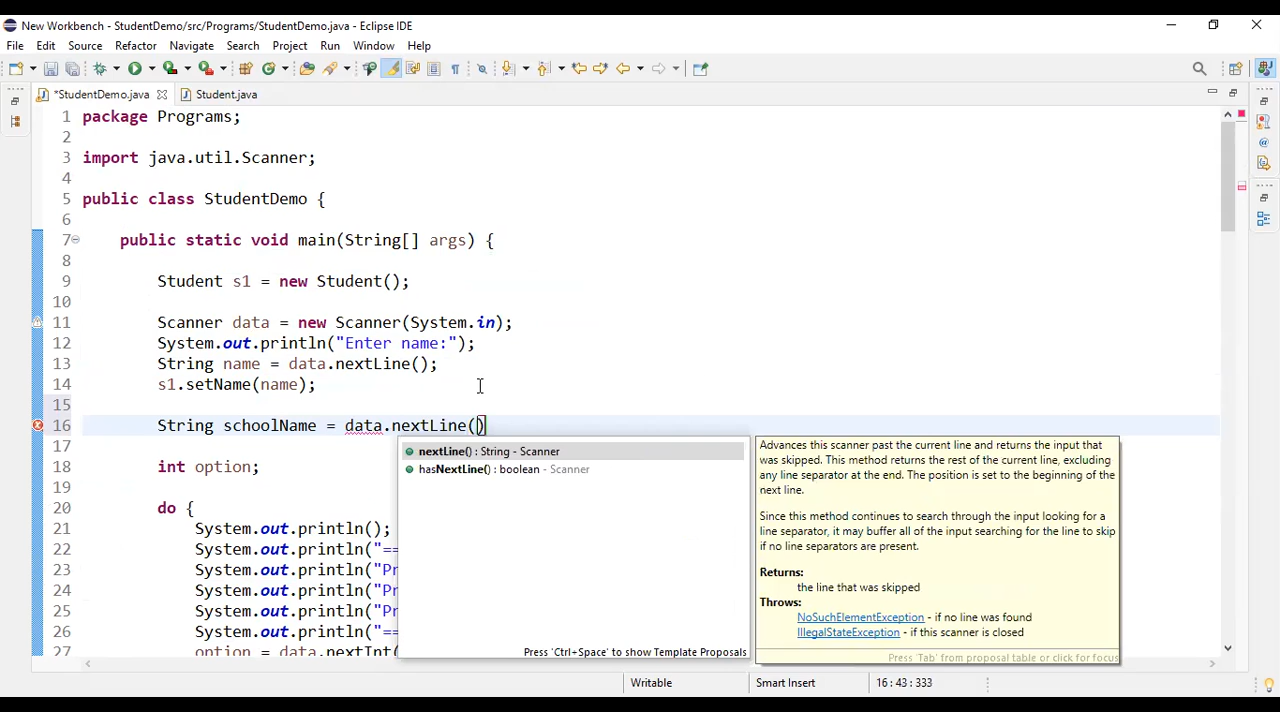 New Workbench - StudentDemo/src/Programs/StudentDemo.java - Eclipse IDE
File Edit Source Refactor Navigate Search Project Run Window Help
*StudentDemo.java Student.java
1 package Programs;
2
3 import java.util.Scanner;
4
5 public class StudentDemo {
6
7 public static void main(String[] args) {
8
9 Student s1 = new Student();
10
11 Scanner data = new Scanner(System.in);
12 System.out.println("Enter name:");
13 String name = data.nextLine();
14 s1.setName(name);
15
16 String schoolName = data.nextLine()
17
18 int option;
19
20 do {
21 System.out.println();
22 System.out.println("==
23 System.out.println("Pr
24 System.out.println("Pr
25 System.out.println("Pr
26 System.out.println("==
27 option = data.nextInt(
nextLine() : String - Scanner
hasNextLine() : boolean - Scanner
Press 'Ctrl+Space' to show Template Proposals
Advances this scanner past the current line and returns the input that
was skipped. This method returns the rest of the current line, excluding
any line separator at the end. The position is set to the beginning of the
next line.
Since this method continues to search through the input looking for a
line separator, it may buffer all of the input searching for the line to skip
if no line separators are present.
Returns:
the line that was skipped
Throws:
NoSuchElementException - if no line was found
IllegalStateException - if this scanner is closed
Press 'Tab' from proposal table or click for focus
Writable Smart Insert 16 : 43 : 333